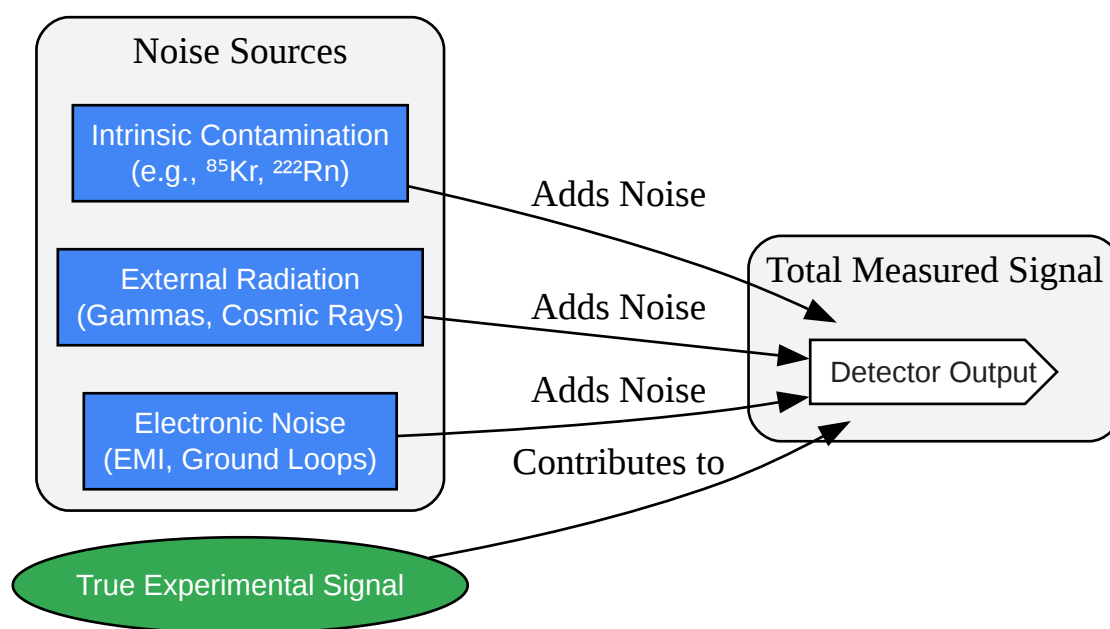 Noise Sources
Intrinsic Contamination
(e.g., ⁸⁵Kr, ²²²Rn)
External Radiation
(Gammas, Cosmic Rays)
Electronic Noise
(EMI, Ground Loops)
True Experimental Signal
Adds Noise
Adds Noise
Adds Noise
Contributes to
Total Measured Signal
Detector Output